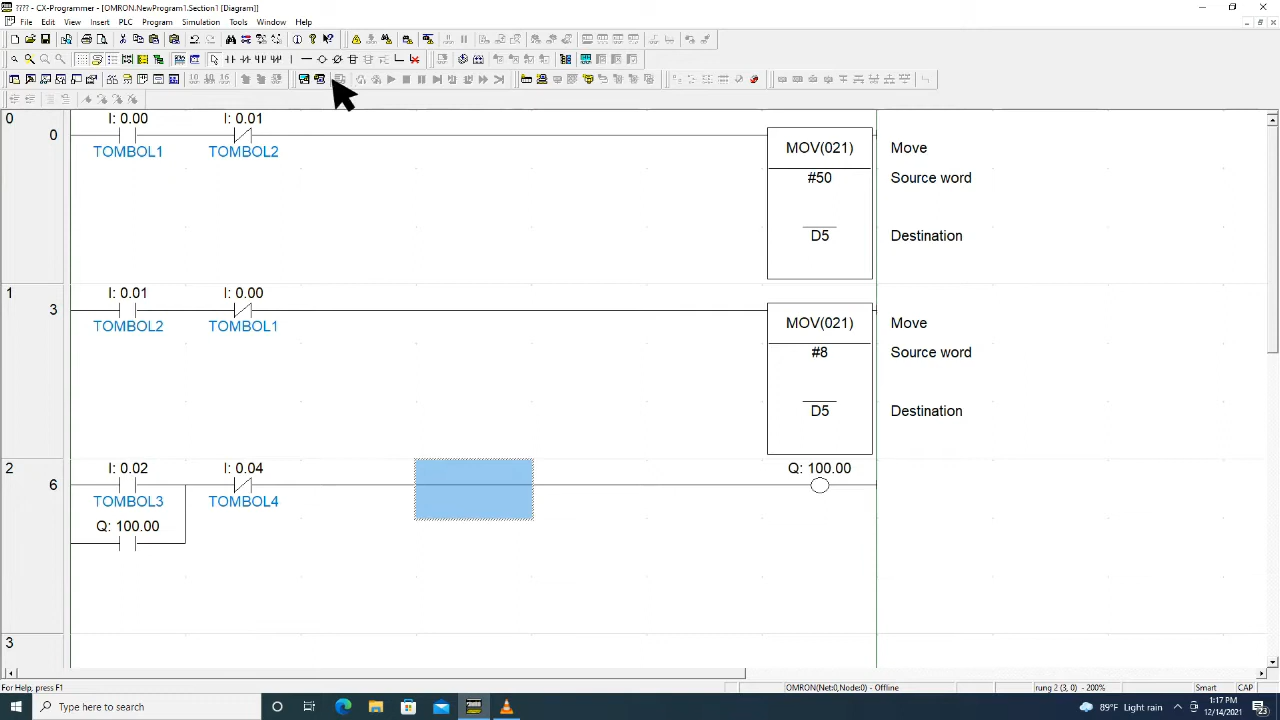 ???? - CX-Programmer - [OMRON.NewProgram1.Section1 [Diagram]]
File Edit View Insert PLC Program Simulation Tools Window Help
0
0
I: 0.00
I: 0.01
TOMBOL1
TOMBOL2
MOV(021)
Move
#50
Source word
D5
Destination
1
3
I: 0.01
I: 0.00
TOMBOL2
TOMBOL1
MOV(021)
Move
#8
Source word
D5
Destination
2
6
I: 0.02
I: 0.04
Q: 100.00
TOMBOL3
TOMBOL4
Q: 100.00
3
For Help, press F1
OMRON(Net:0,Node:0) - Offline
rung 2 (3, 0) - 200%
Smart
CAP
Type here to search
89°F Light rain
1:17 PM
12/14/2021
23